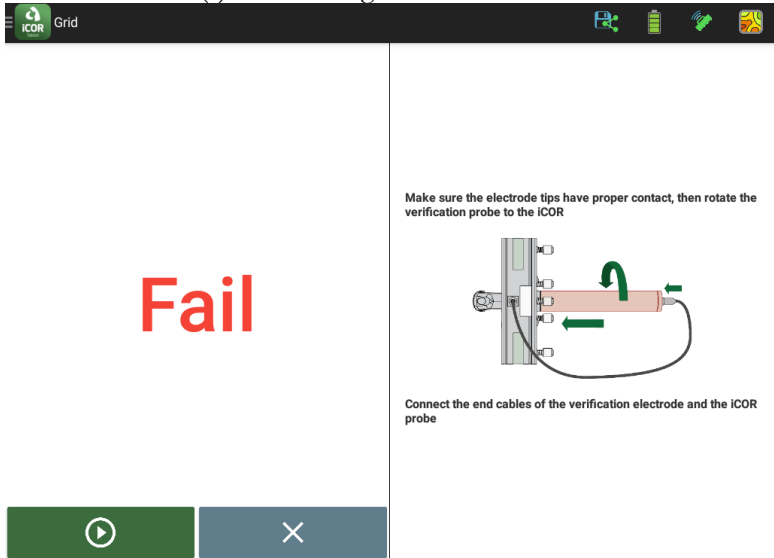 iCOR
Tablet
Grid
Fail
Make sure the electrode tips have proper contact, then rotate the
verification probe to the iCOR
Connect the end cables of the verification electrode and the iCOR
probe